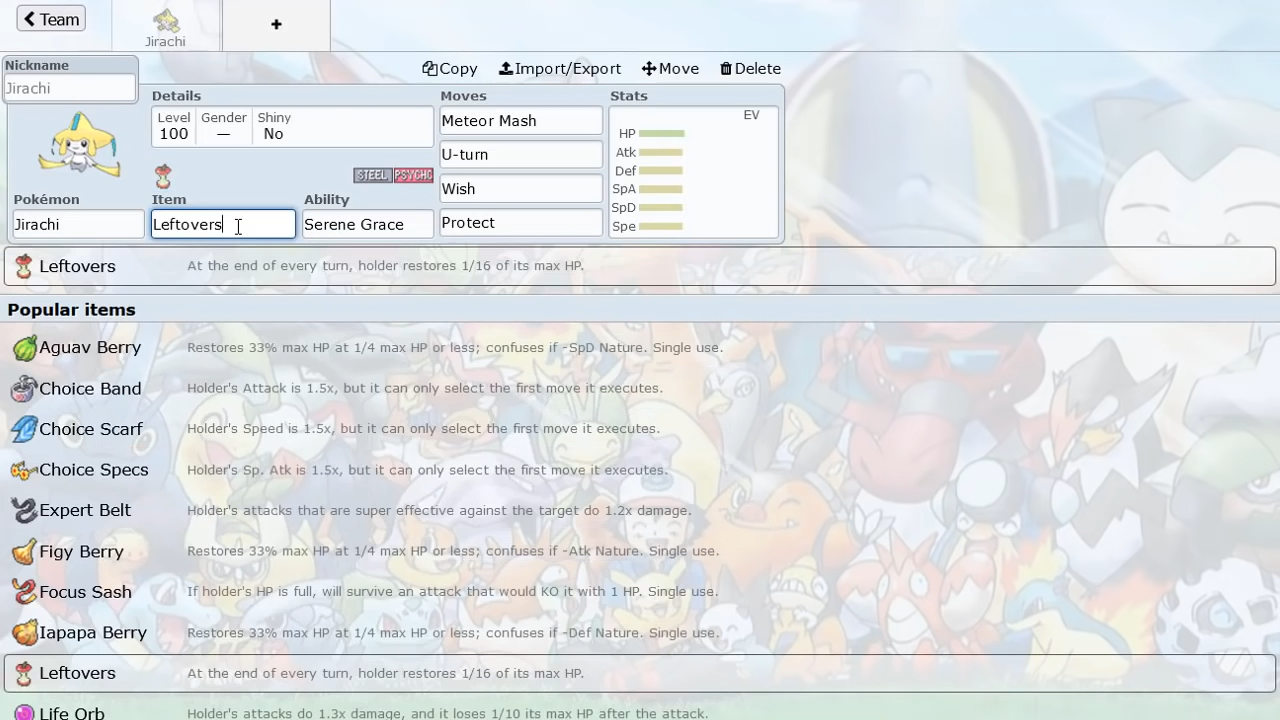 Team
Jirachi
+
Nickname
Jirachi
Copy
Import/Export
Move
Delete
Details
Level
100
Gender
—
Shiny
No
STEEL
PSYCHC
Pokémon
Jirachi
Item
Leftovers
Ability
Serene Grace
Moves
Meteor Mash
U-turn
Wish
Protect
Stats
EV
HP
Atk
Def
SpA
SpD
Spe
Leftovers At the end of every turn, holder restores 1/16 of its max HP.
Popular items
Aguav Berry Restores 33% max HP at 1/4 max HP or less; confuses if -SpD Nature. Single use.
Choice Band Holder's Attack is 1.5x, but it can only select the first move it executes.
Choice Scarf Holder's Speed is 1.5x, but it can only select the first move it executes.
Choice Specs Holder's Sp. Atk is 1.5x, but it can only select the first move it executes.
Expert Belt Holder's attacks that are super effective against the target do 1.2x damage.
Figy Berry Restores 33% max HP at 1/4 max HP or less; confuses if -Atk Nature. Single use.
Focus Sash If holder's HP is full, will survive an attack that would KO it with 1 HP. Single use.
Iapapa Berry Restores 33% max HP at 1/4 max HP or less; confuses if -Def Nature. Single use.
Leftovers At the end of every turn, holder restores 1/16 of its max HP.
Life Orb Holder's attacks do 1.3x damage, and it loses 1/10 its max HP after the attack.